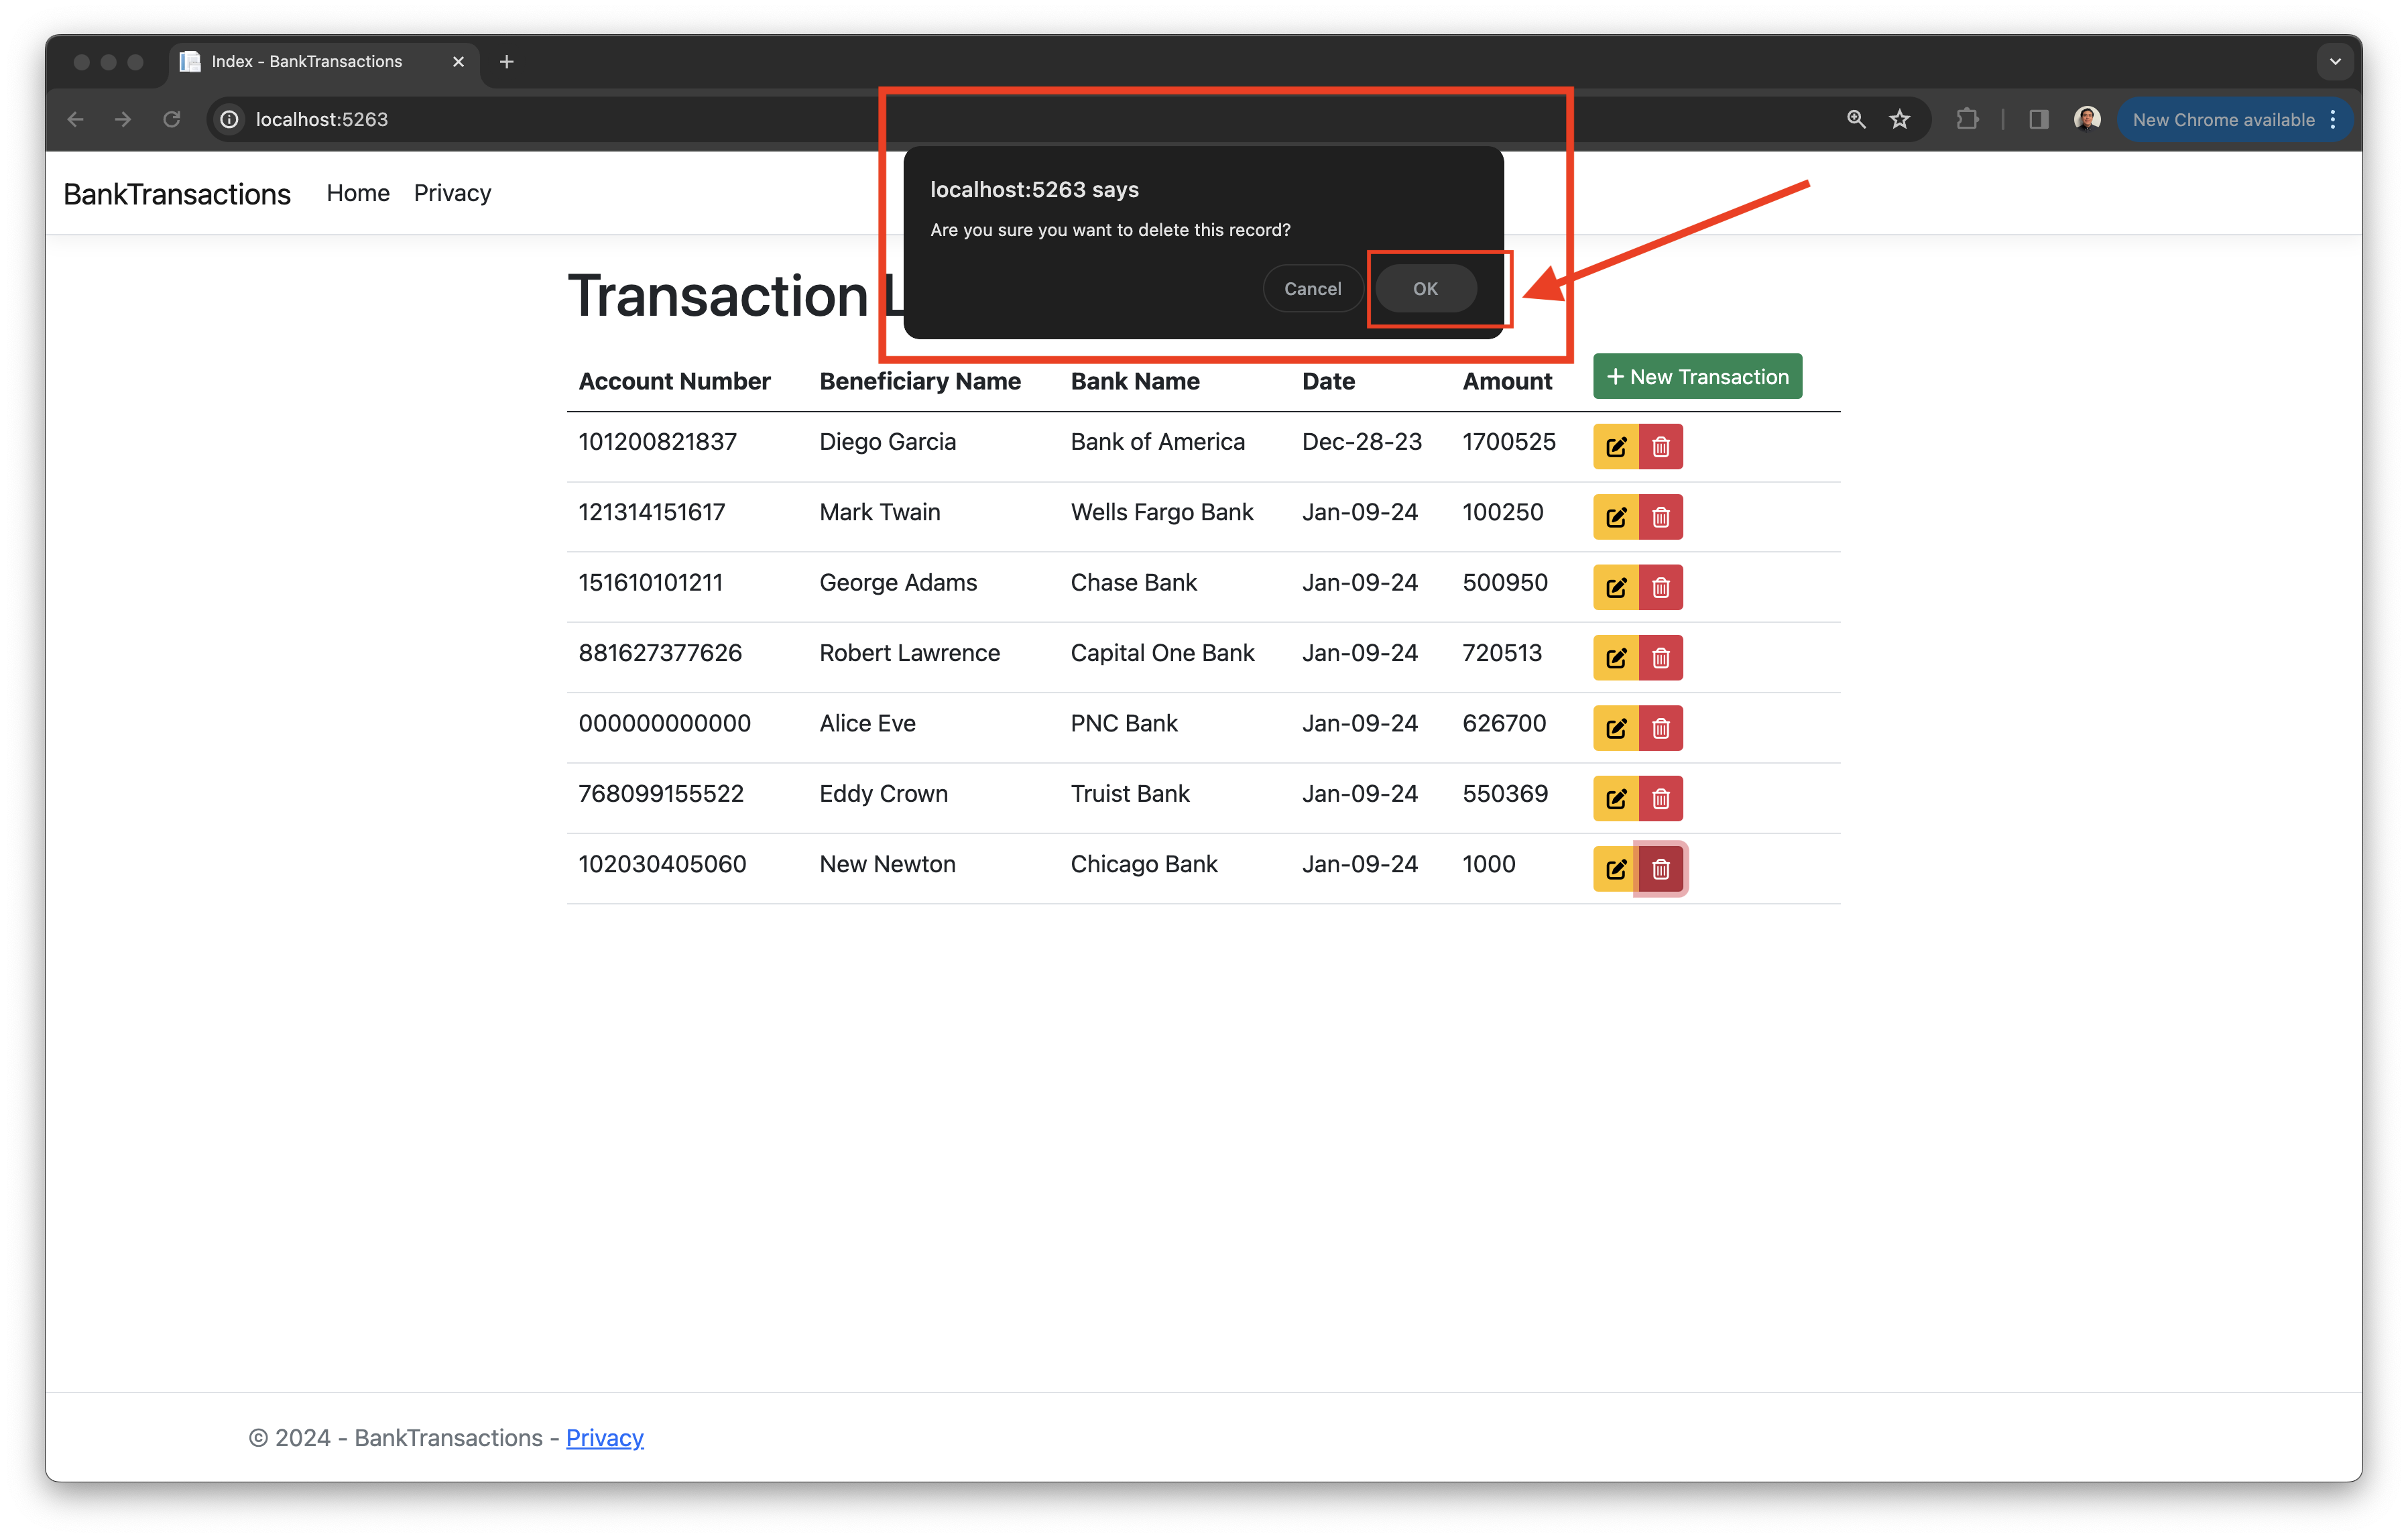 Index - BankTransactions
localhost:5263
New Chrome available
BankTransactions Home Privacy
localhost:5263 says
Are you sure you want to delete this record?
Cancel OK
Transaction L
Account Number Beneficiary Name Bank Name Date Amount + New Transaction
101200821837 Diego Garcia Bank of America Dec-28-23 1700525
121314151617 Mark Twain Wells Fargo Bank Jan-09-24 100250
151610101211 George Adams Chase Bank Jan-09-24 500950
881627377626 Robert Lawrence Capital One Bank Jan-09-24 720513
000000000000 Alice Eve PNC Bank Jan-09-24 626700
768099155522 Eddy Crown Truist Bank Jan-09-24 550369
102030405060 New Newton Chicago Bank Jan-09-24 1000
© 2024 - BankTransactions - Privacy